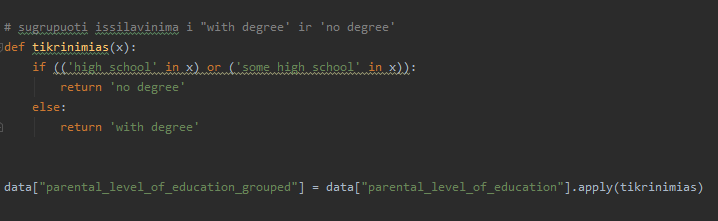 # sugrupuoti issilavinima i "with degree' ir 'no degree'
def tikrinimias(x):
    if (('high school' in x) or ('some high school' in x)):
        return 'no degree'
    else:
        return 'with degree'
data["parental_level_of_education_grouped"] = data["parental_level_of_education"].apply(tikrinimias)